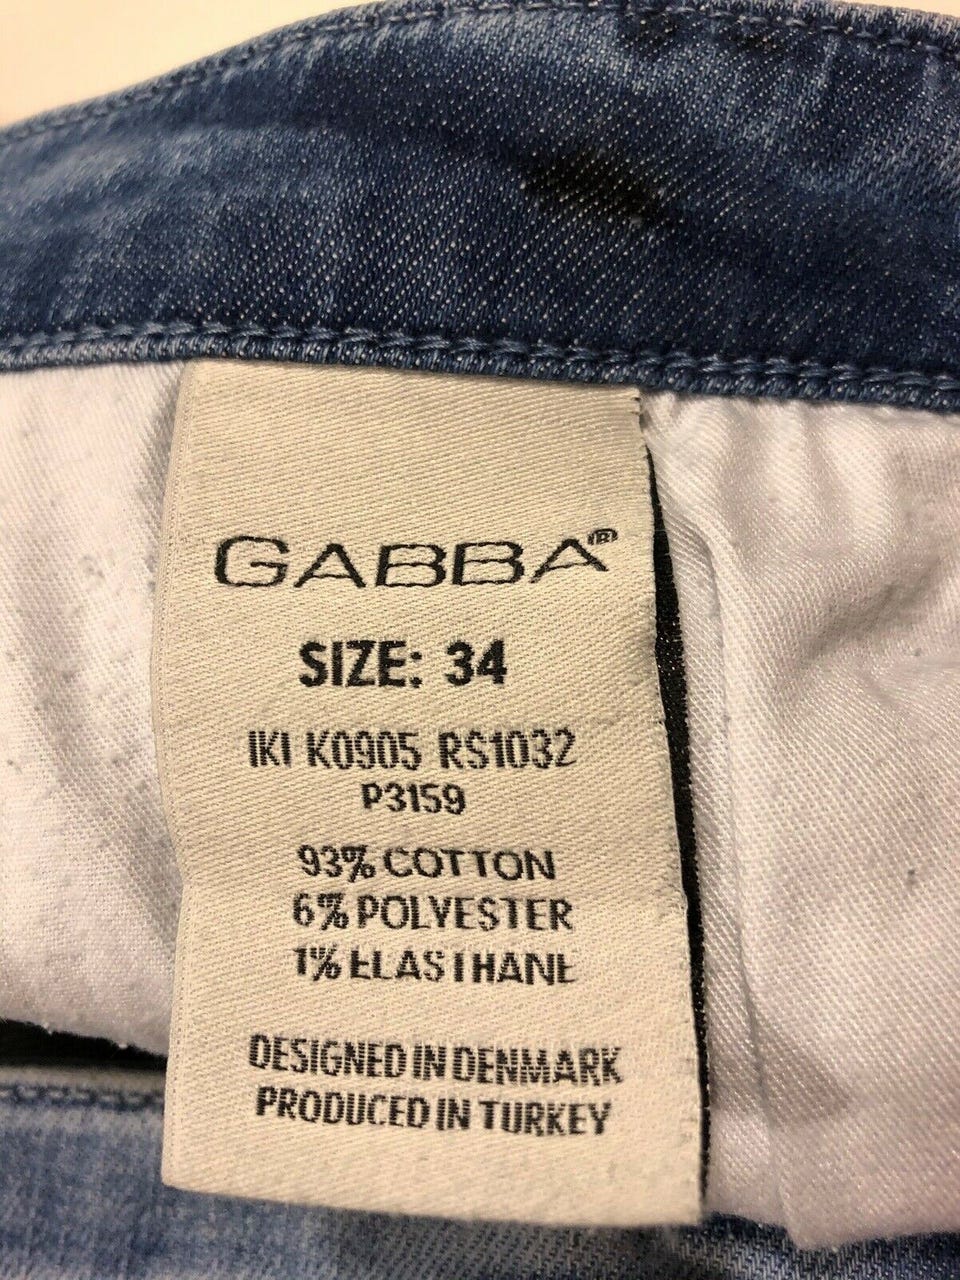 GABBA®
SIZE: 34
IKI K0905 RS1032
P3159
93% COTTON
6% POLYESTER
1% ELASTHANE
DESIGNED IN DENMARK
PRODUCED IN TURKEY